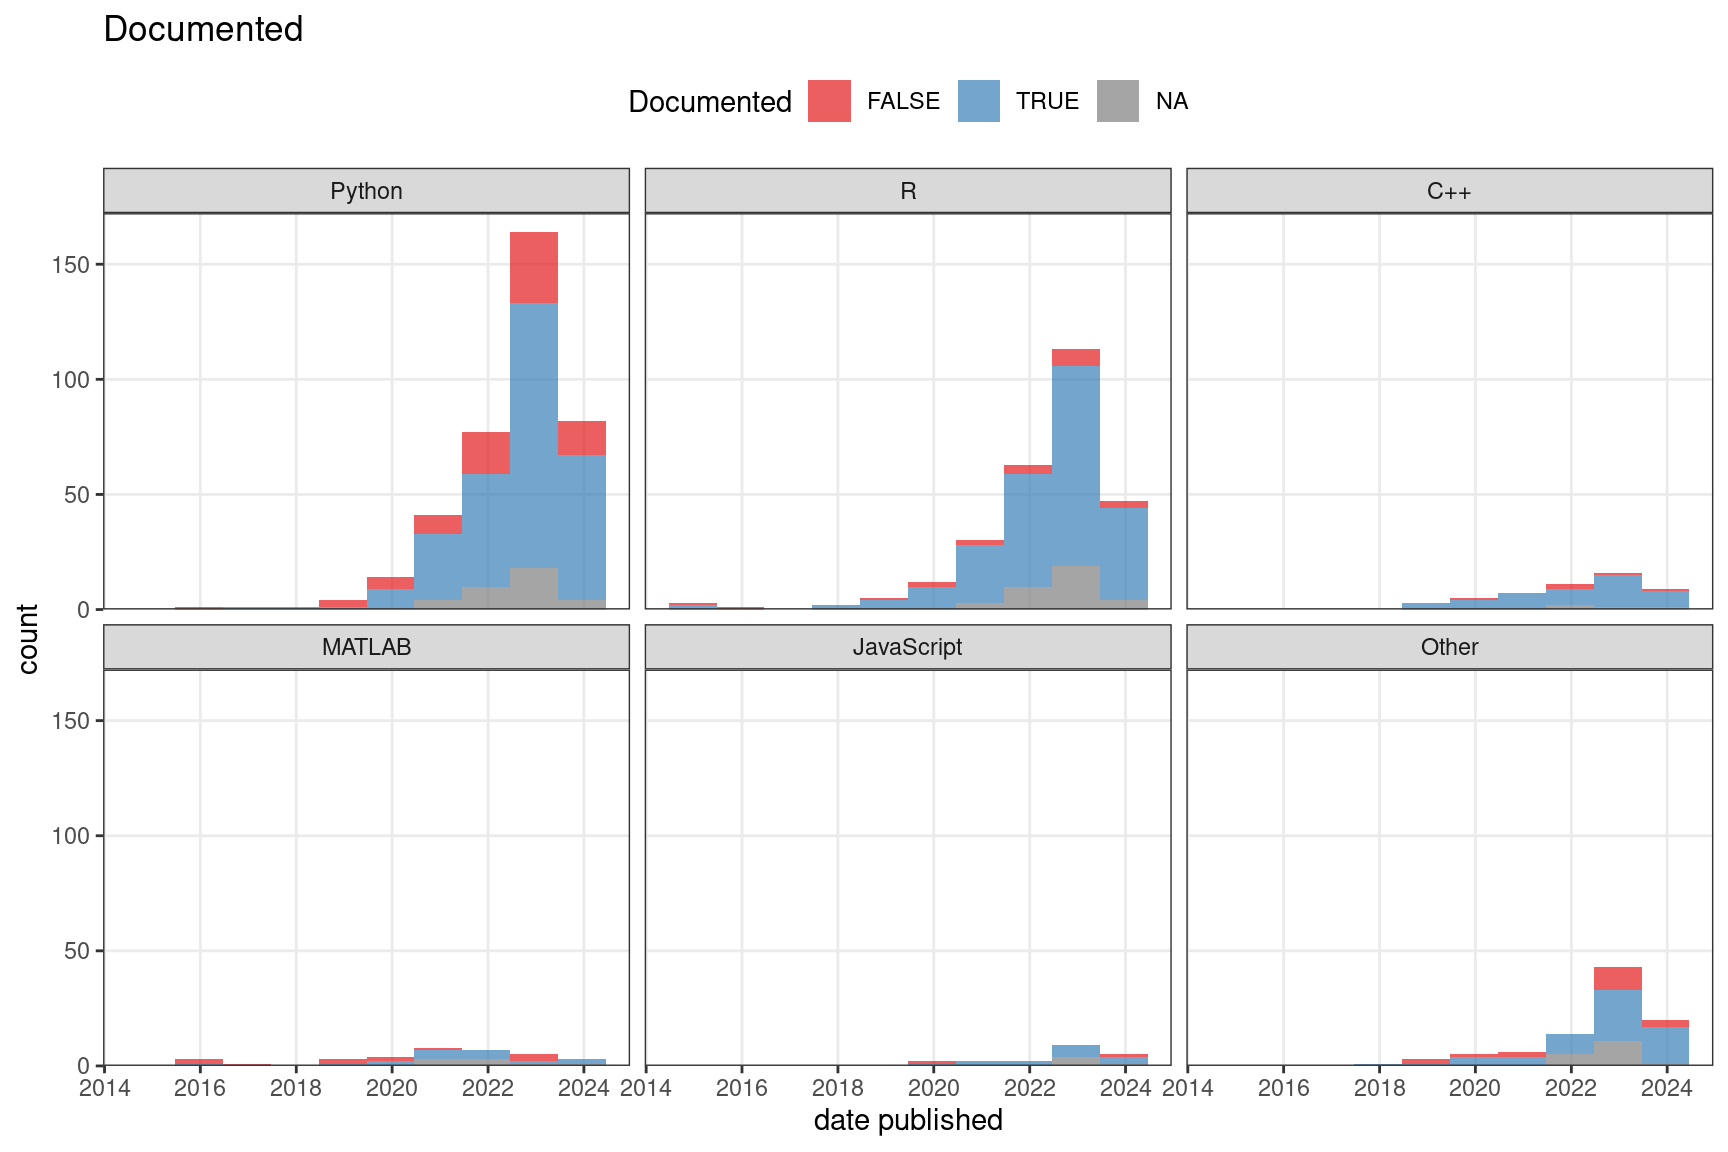 Documented
Documented FALSE TRUE NA
Python R C++
150
100
50
0
count
MATLAB JavaScript Other
150
100
50
0
2014 2016 2018 2020 2022 2024 2014 2016 2018 2020 2022 2024 2014 2016 2018 2020 2022 2024
date published